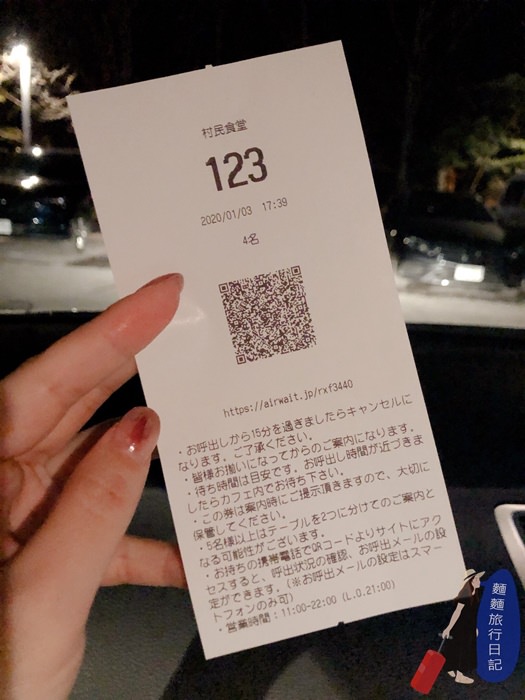 村民食堂
123
2020/01/03 17:39
4名
https://airwait.jp/rxf3440
・お呼出しから15分を過ぎましたらキャンセルに
なります。ご了承ください。
・皆様お揃いになってからのご案内になります。
・待ち時間は目安です。お呼出し時間が近づきま
したらカフェ内でお待ち下さい。
・この券は案内時にご提示頂きますので、大切に
保管してください。
・5名様以上はテーブルを2つに分けてのご案内と
なる可能性がございます。
・お持ちの携帯電話でQRコードよりサイトにアク
セスすると、呼出状況の確認、お呼出メールの設
定ができます。(※お呼出メールの設定はスマー
トフォンのみ可)
・営業時間:11:00-22:00 (L.O.21:00)
麵麵旅行日記